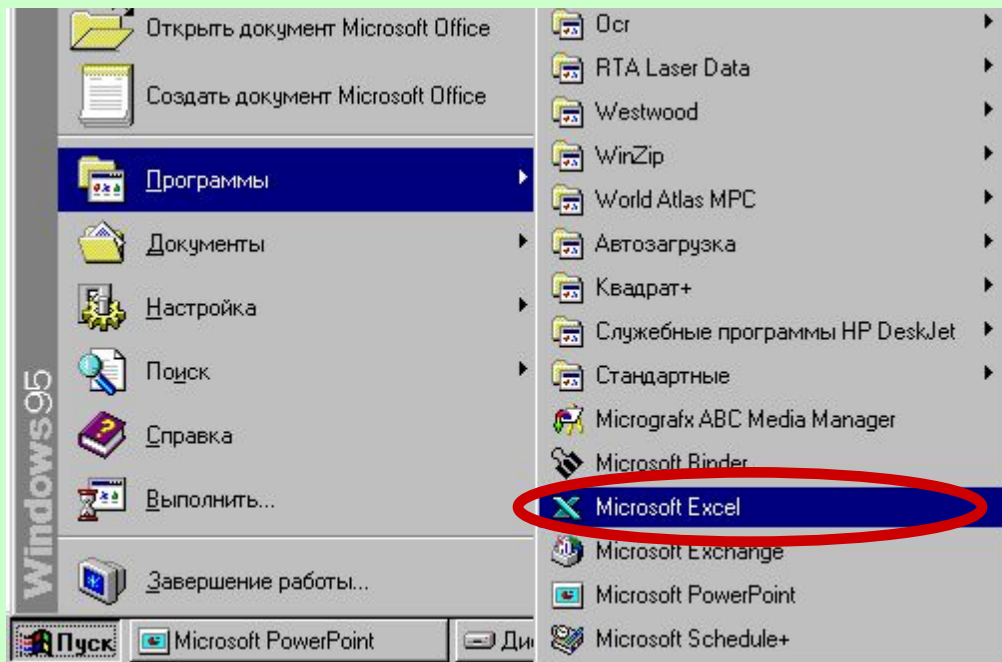 Открыть документ Microsoft Office
Создать документ Microsoft Office
Программы
Документы
Настройка
Поиск
Справка
Выполнить...
Завершение работы...
Windows95
Ocr
RTA Laser Data
Westwood
WinZip
World Atlas MPC
Автозагрузка
Квадрат+
Служебные программы HP DeskJet
Стандартные
Micrografx ABC Media Manager
Microsoft Binder
Microsoft Excel
Microsoft Exchange
Microsoft PowerPoint
Microsoft Schedule+
Пуск
Microsoft PowerPoint